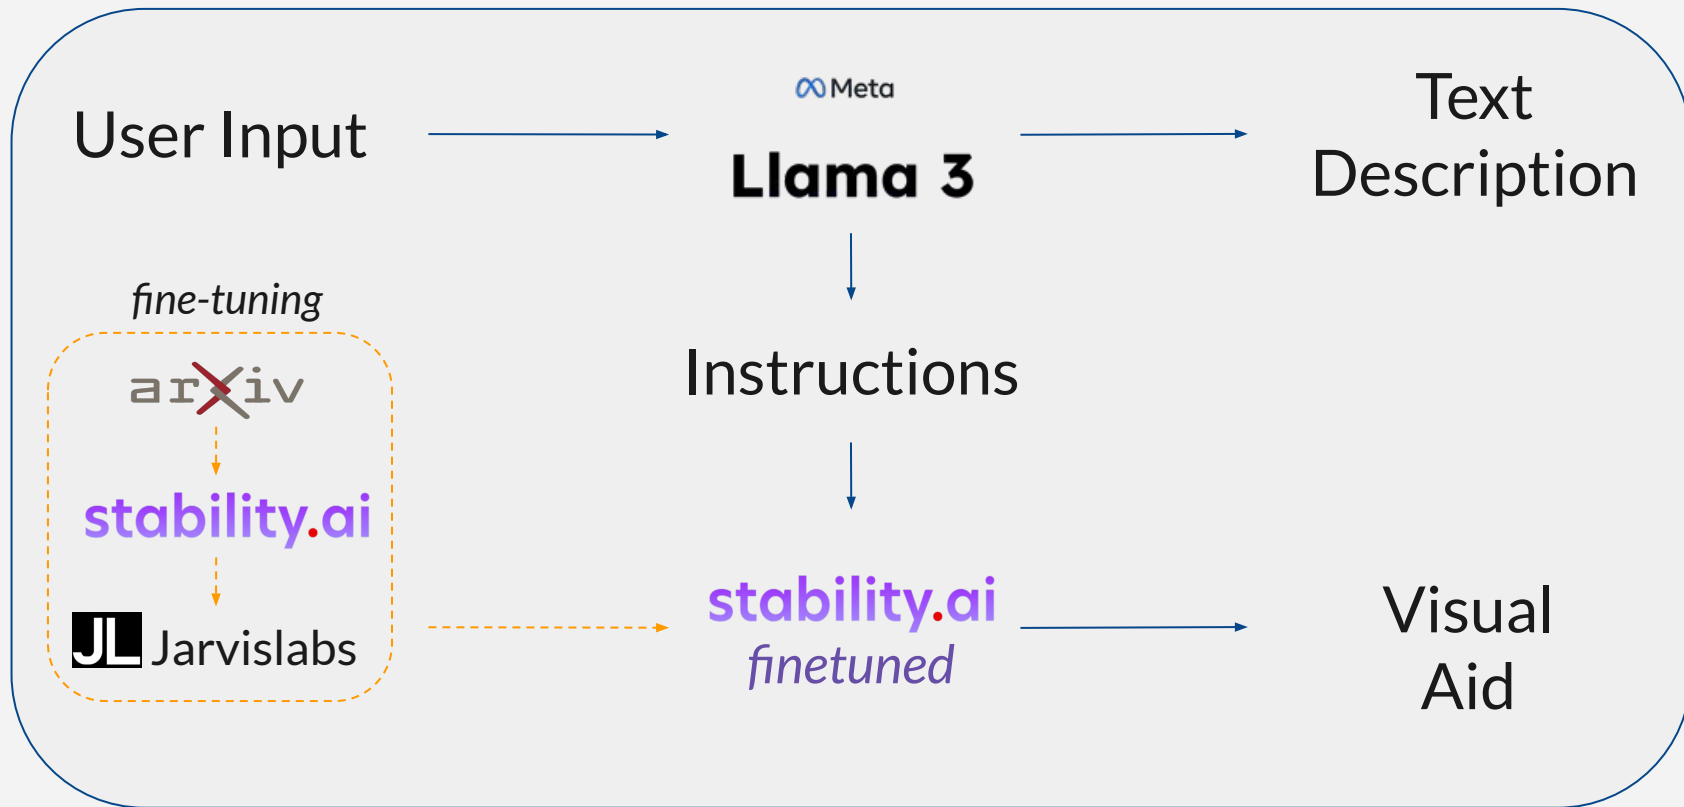 Meta
User Input
Llama 3
Text
Description
fine-tuning
arXiv
Instructions
stability.ai
JL Jarvislabs
stability.ai
finetuned
Visual
Aid